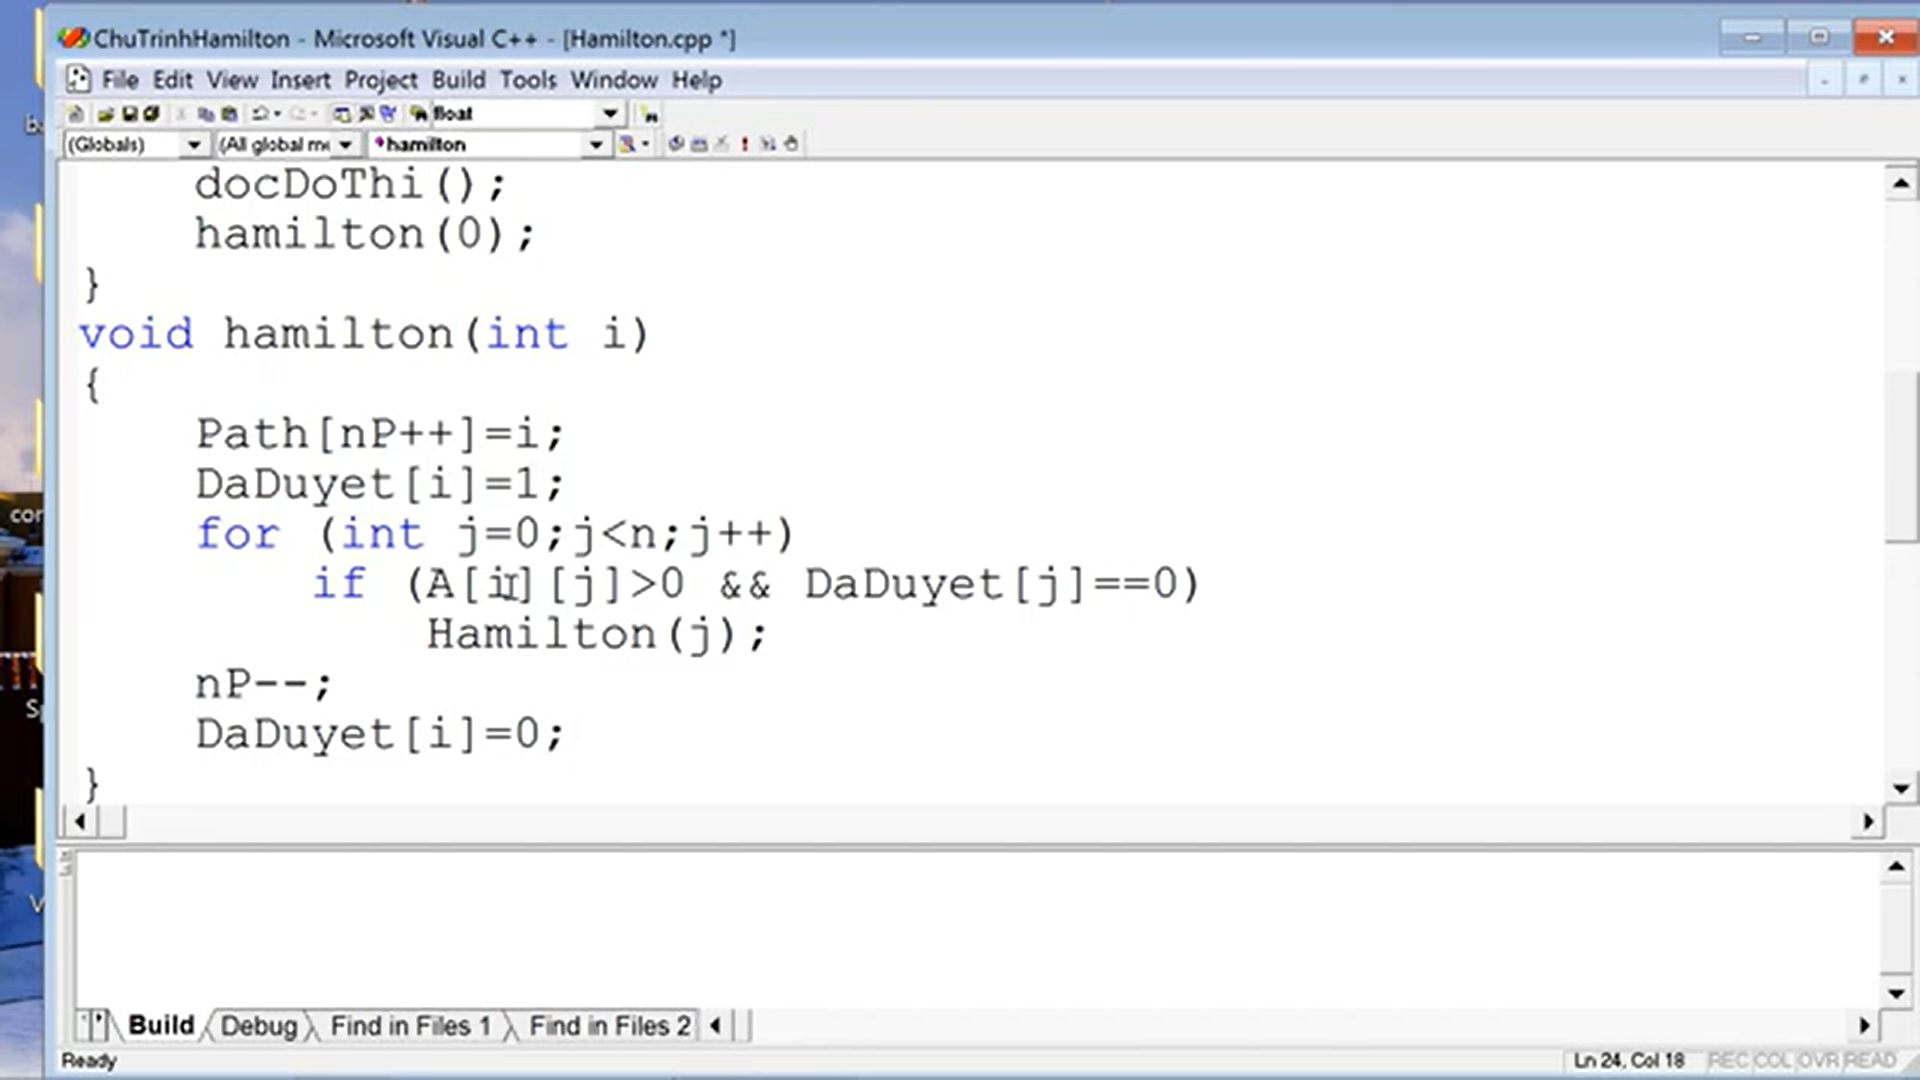 ChuTrinhHamilton - Microsoft Visual C++ - [Hamilton.cpp *]
File Edit View Insert Project Build Tools Window Help
float
(Globals) (All global me hamilton
docDoThi();
hamilton(0);
}
void hamilton(int i)
{
Path[nP++]=i;
DaDuyet[i]=1;
for (int j=0;j<n;j++)
if (A[i][j]>0 && DaDuyet[j]==0)
Hamilton(j);
nP--;
DaDuyet[i]=0;
}
Build Debug Find in Files 1 Find in Files 2
Ready Ln 24, Col 18 REC COL OVR READ